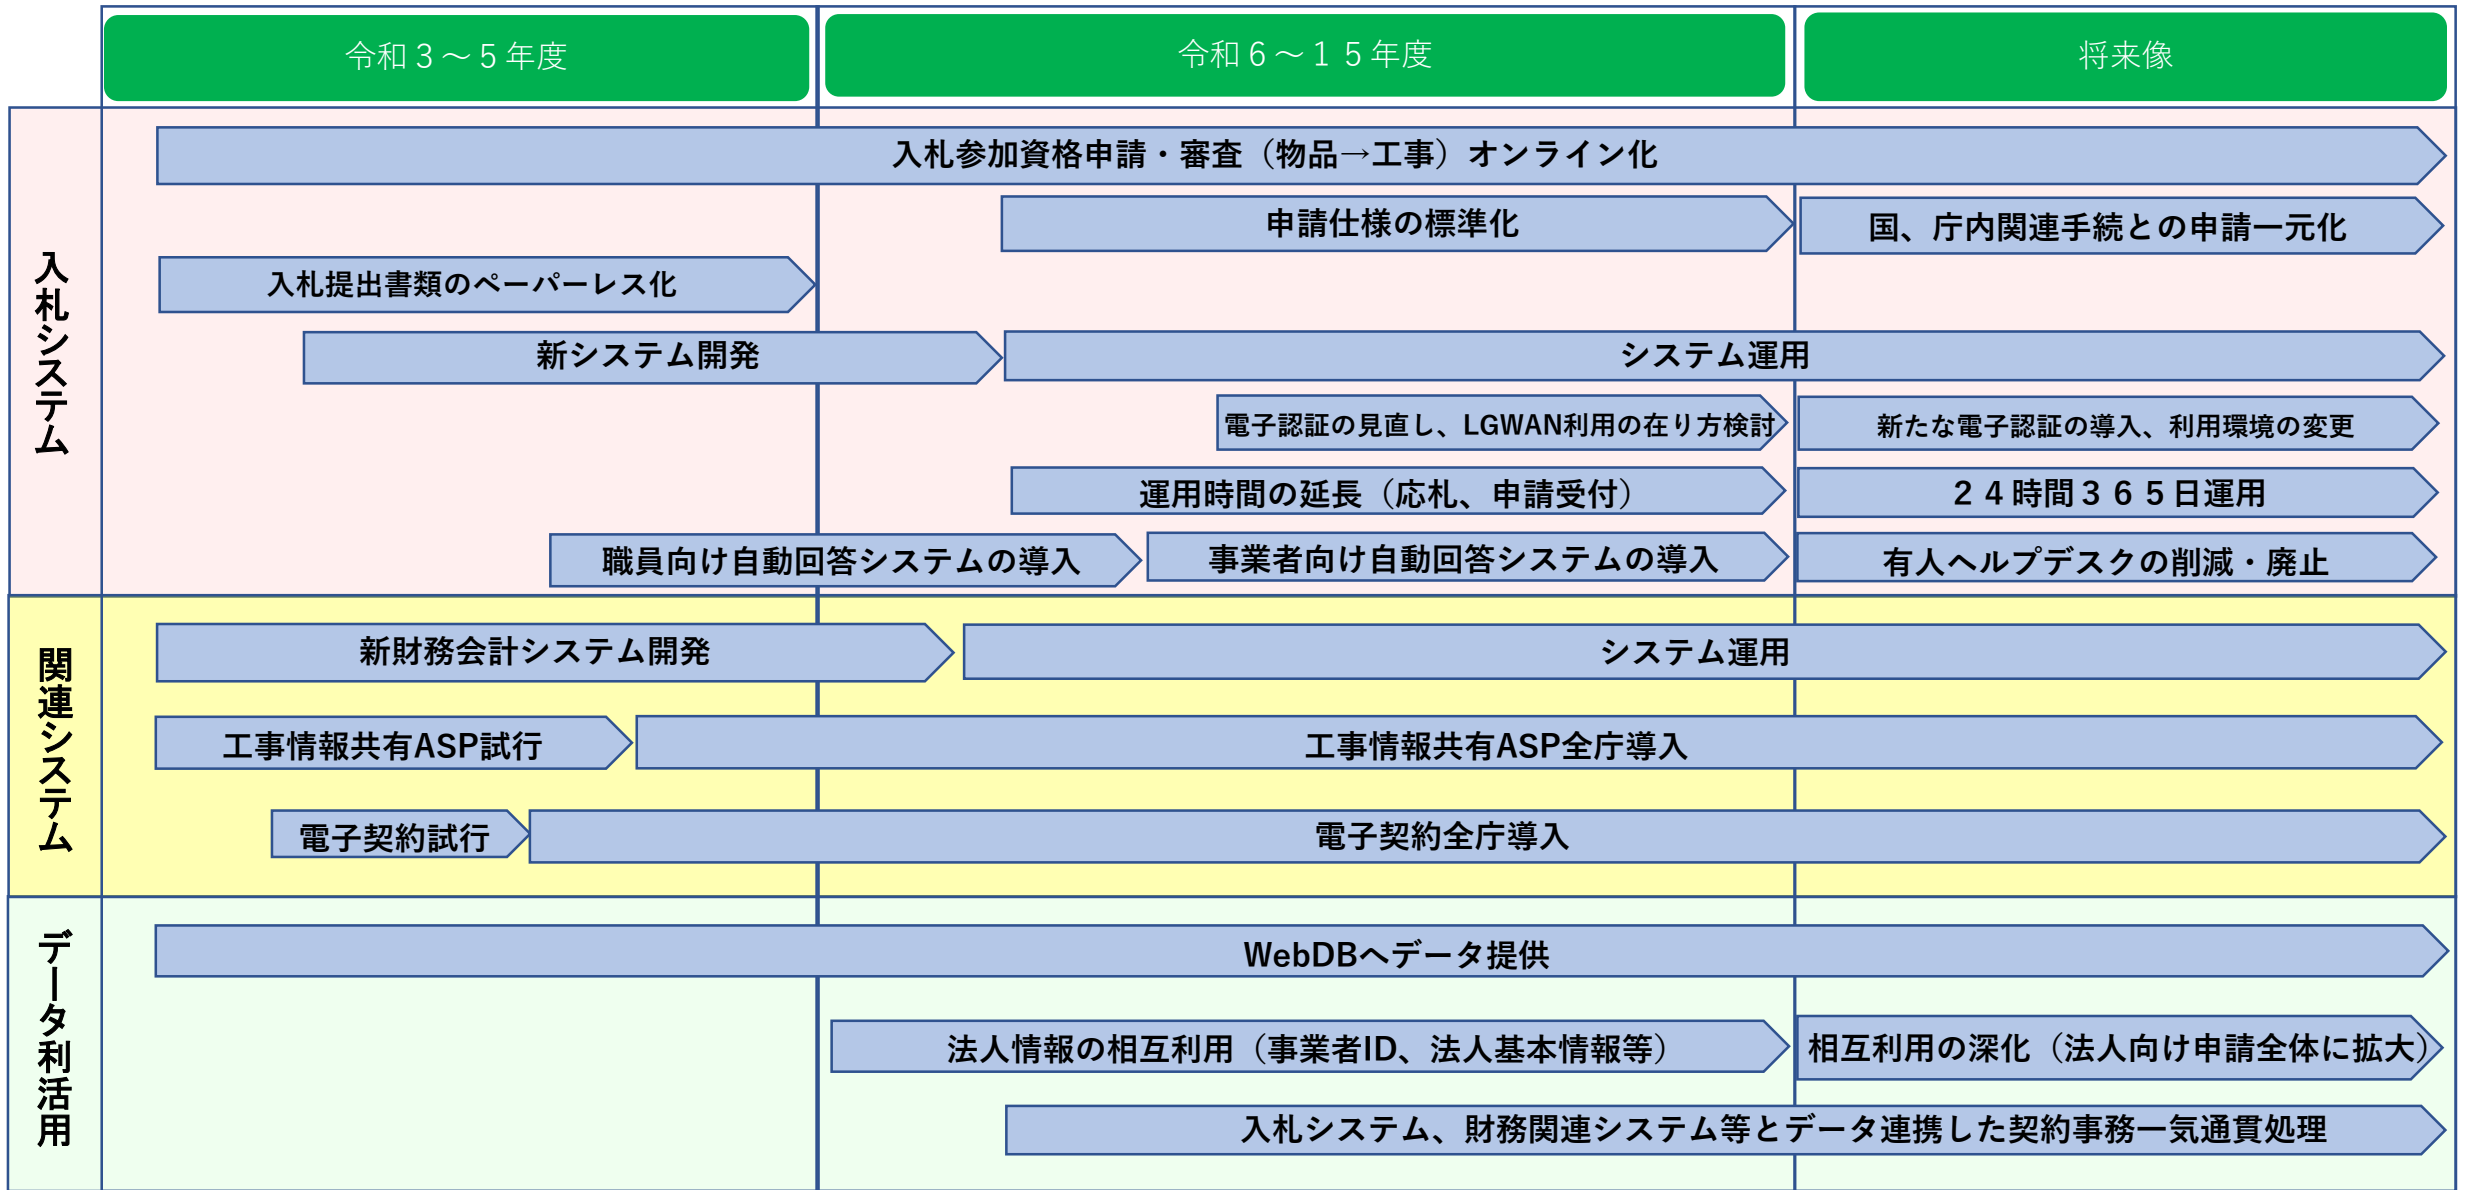 令和３～５年度
令和６～１５年度
将来像
入札システム
入札参加資格申請・審査（物品→工事）オンライン化
申請仕様の標準化
国、庁内関連手続との申請一元化
入札提出書類のペーパーレス化
新システム開発
システム運用
電子認証の見直し、LGWAN利用の在り方検討
新たな電子認証の導入、利用環境の変更
運用時間の延長（応札、申請受付）
２４時間３６５日運用
職員向け自動回答システムの導入
事業者向け自動回答システムの導入
有人ヘルプデスクの削減・廃止
関連システム
新財務会計システム開発
システム運用
工事情報共有ASP試行
工事情報共有ASP全庁導入
電子契約試行
電子契約全庁導入
データ利活用
WebDBへデータ提供
法人情報の相互利用（事業者ID、法人基本情報等）
相互利用の深化（法人向け申請全体に拡大）
入札システム、財務関連システム等とデータ連携した契約事務一気通貫処理